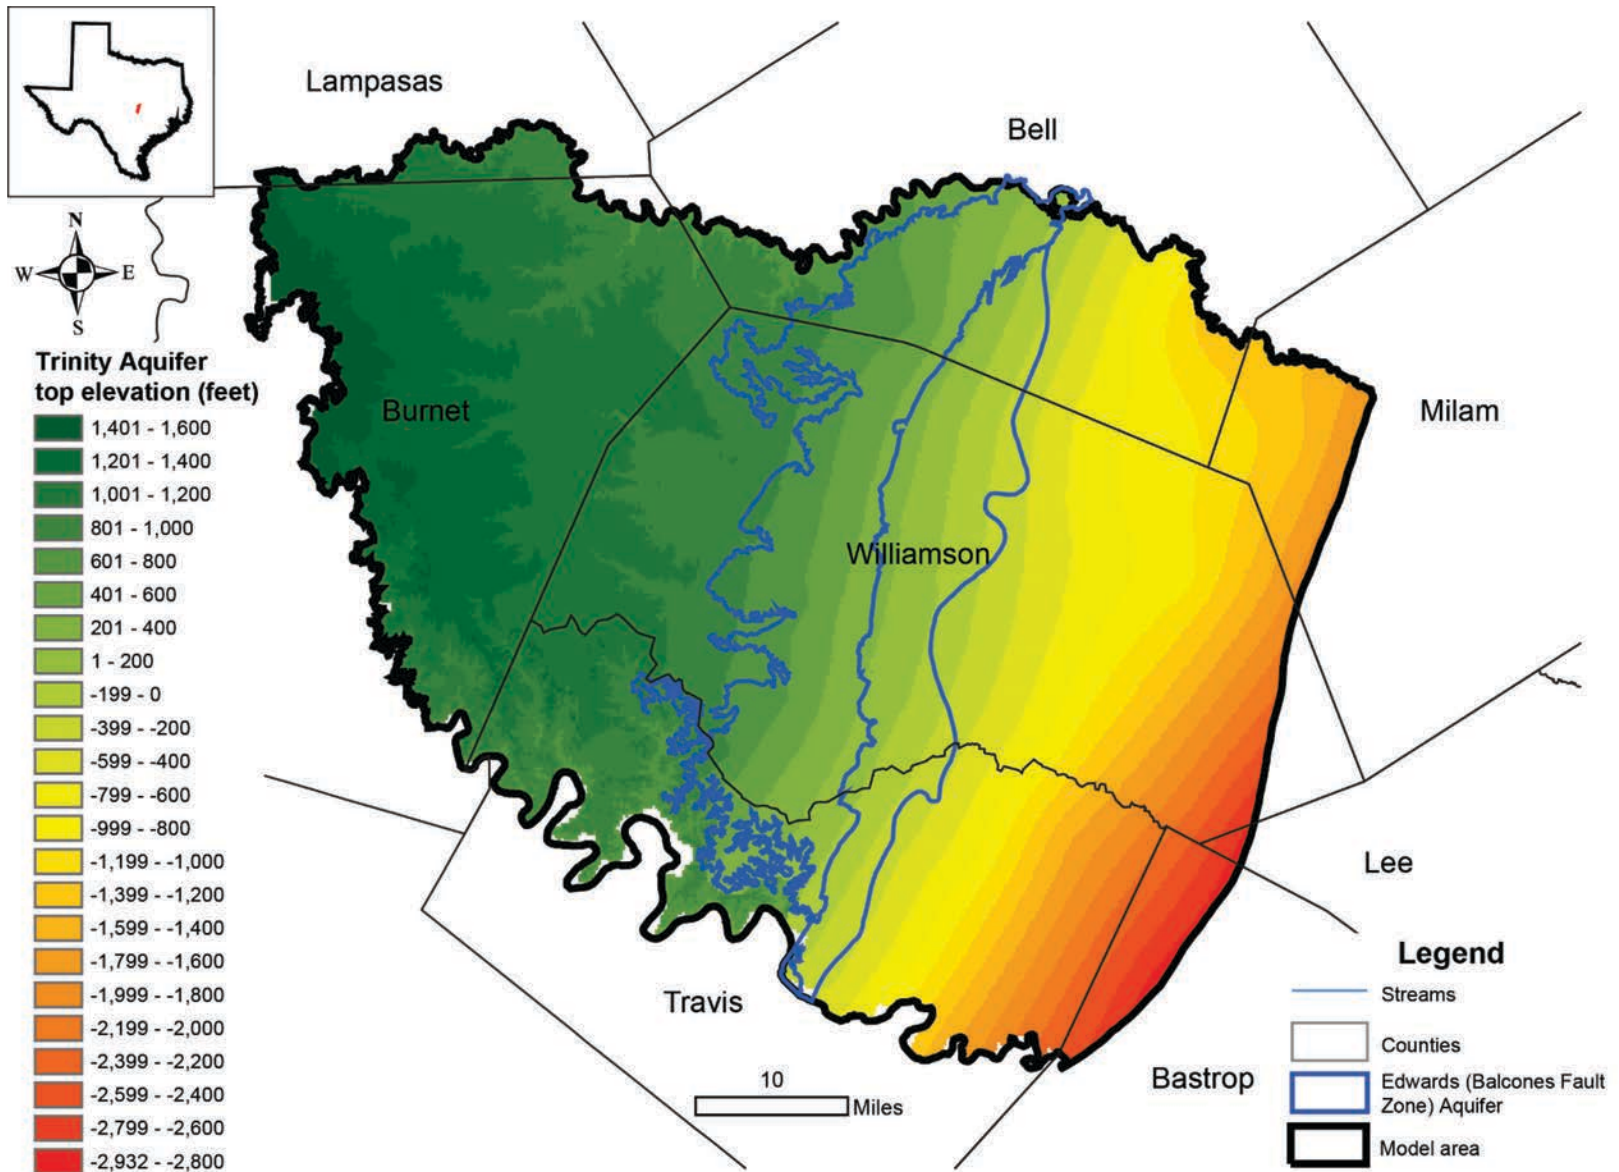 Lampasas
Bell
N
W
E
S
Trinity Aquifer
top elevation (feet)
1,401 - 1,600
1,201 - 1,400
1,001 - 1,200
801 - 1,000
601 - 800
401 - 600
201 - 400
1 - 200
-199 - 0
-399 - -200
-599 - -400
-799 - -600
-999 - -800
-1,199 - -1,000
-1,399 - -1,200
-1,599 - -1,400
-1,799 - -1,600
-1,999 - -1,800
-2,199 - -2,000
-2,399 - -2,200
-2,599 - -2,400
-2,799 - -2,600
-2,932 - -2,800
Burnet
Milam
Williamson
Lee
Travis
Bastrop
10
Miles
Legend
Streams
Counties
Edwards (Balcones Fault
Zone) Aquifer
Model area